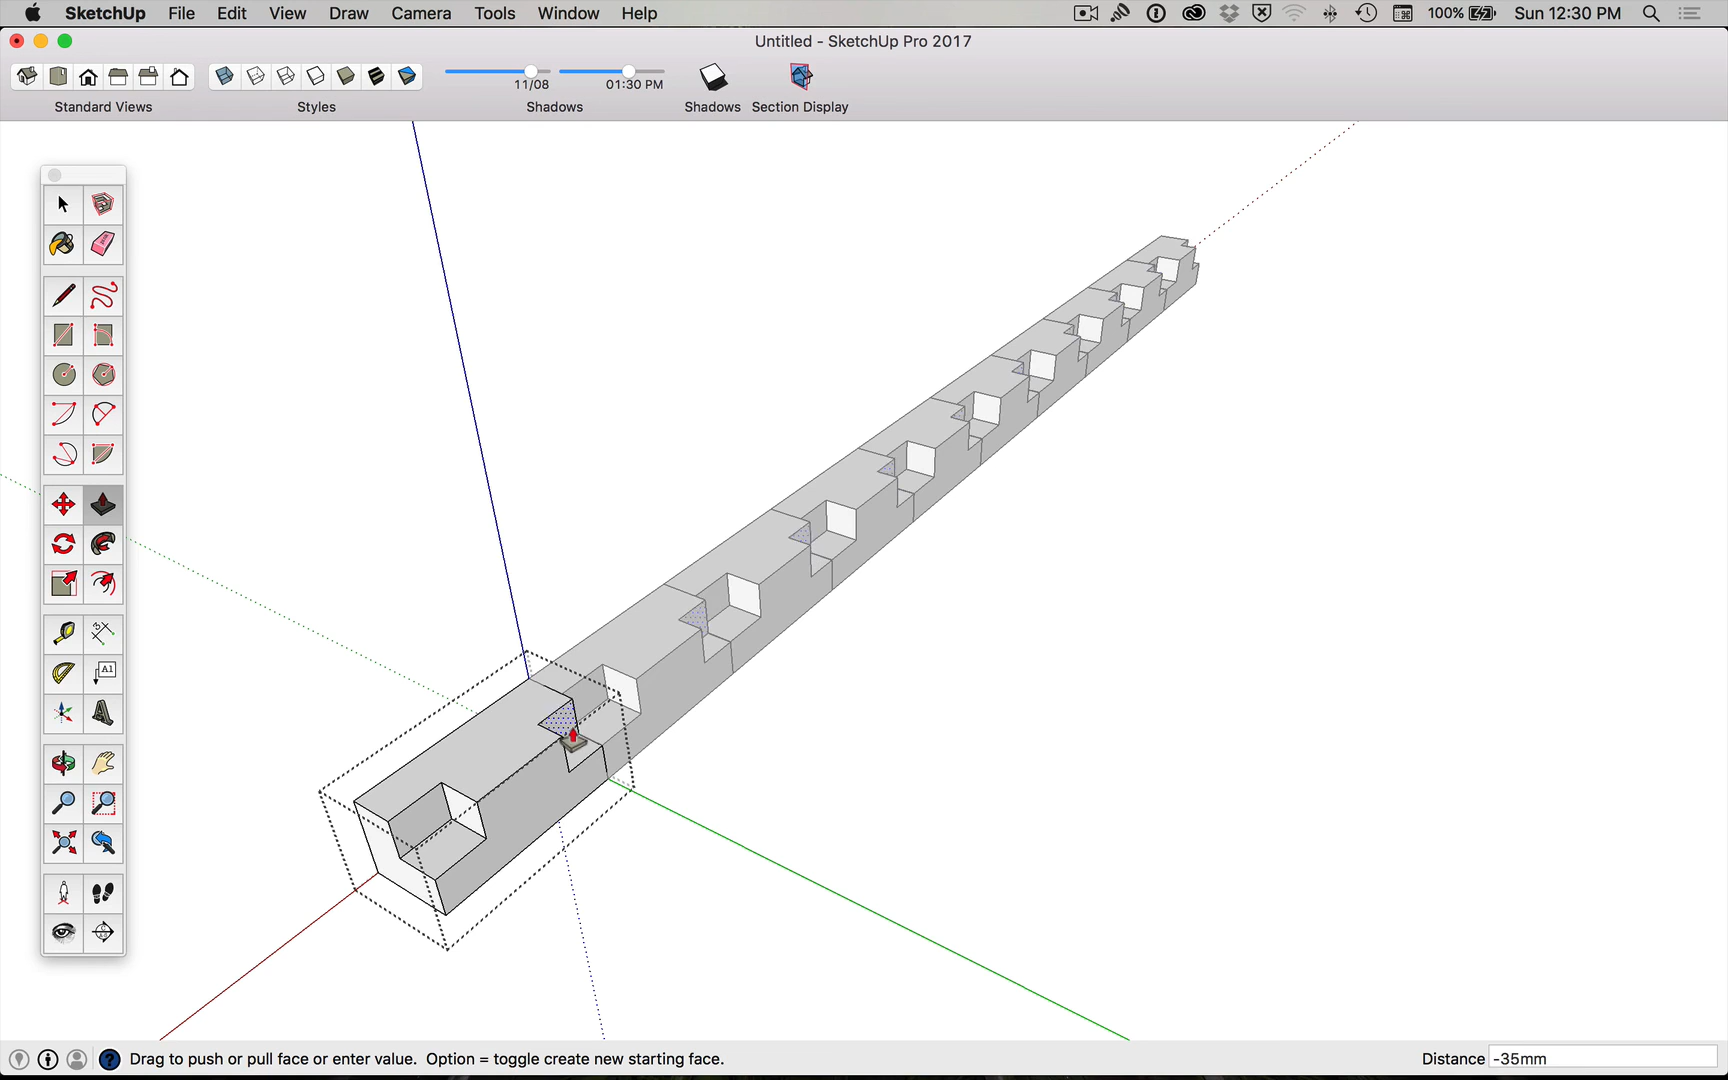 SketchUp File Edit View Draw Camera Tools Window Help 100% Sun 12:30 PM
Untitled - SketchUp Pro 2017
11/08 01:30 PM
Standard Views Styles Shadows Shadows Section Display
A1
Drag to push or pull face or enter value. Option = toggle create new starting face. Distance -35mm